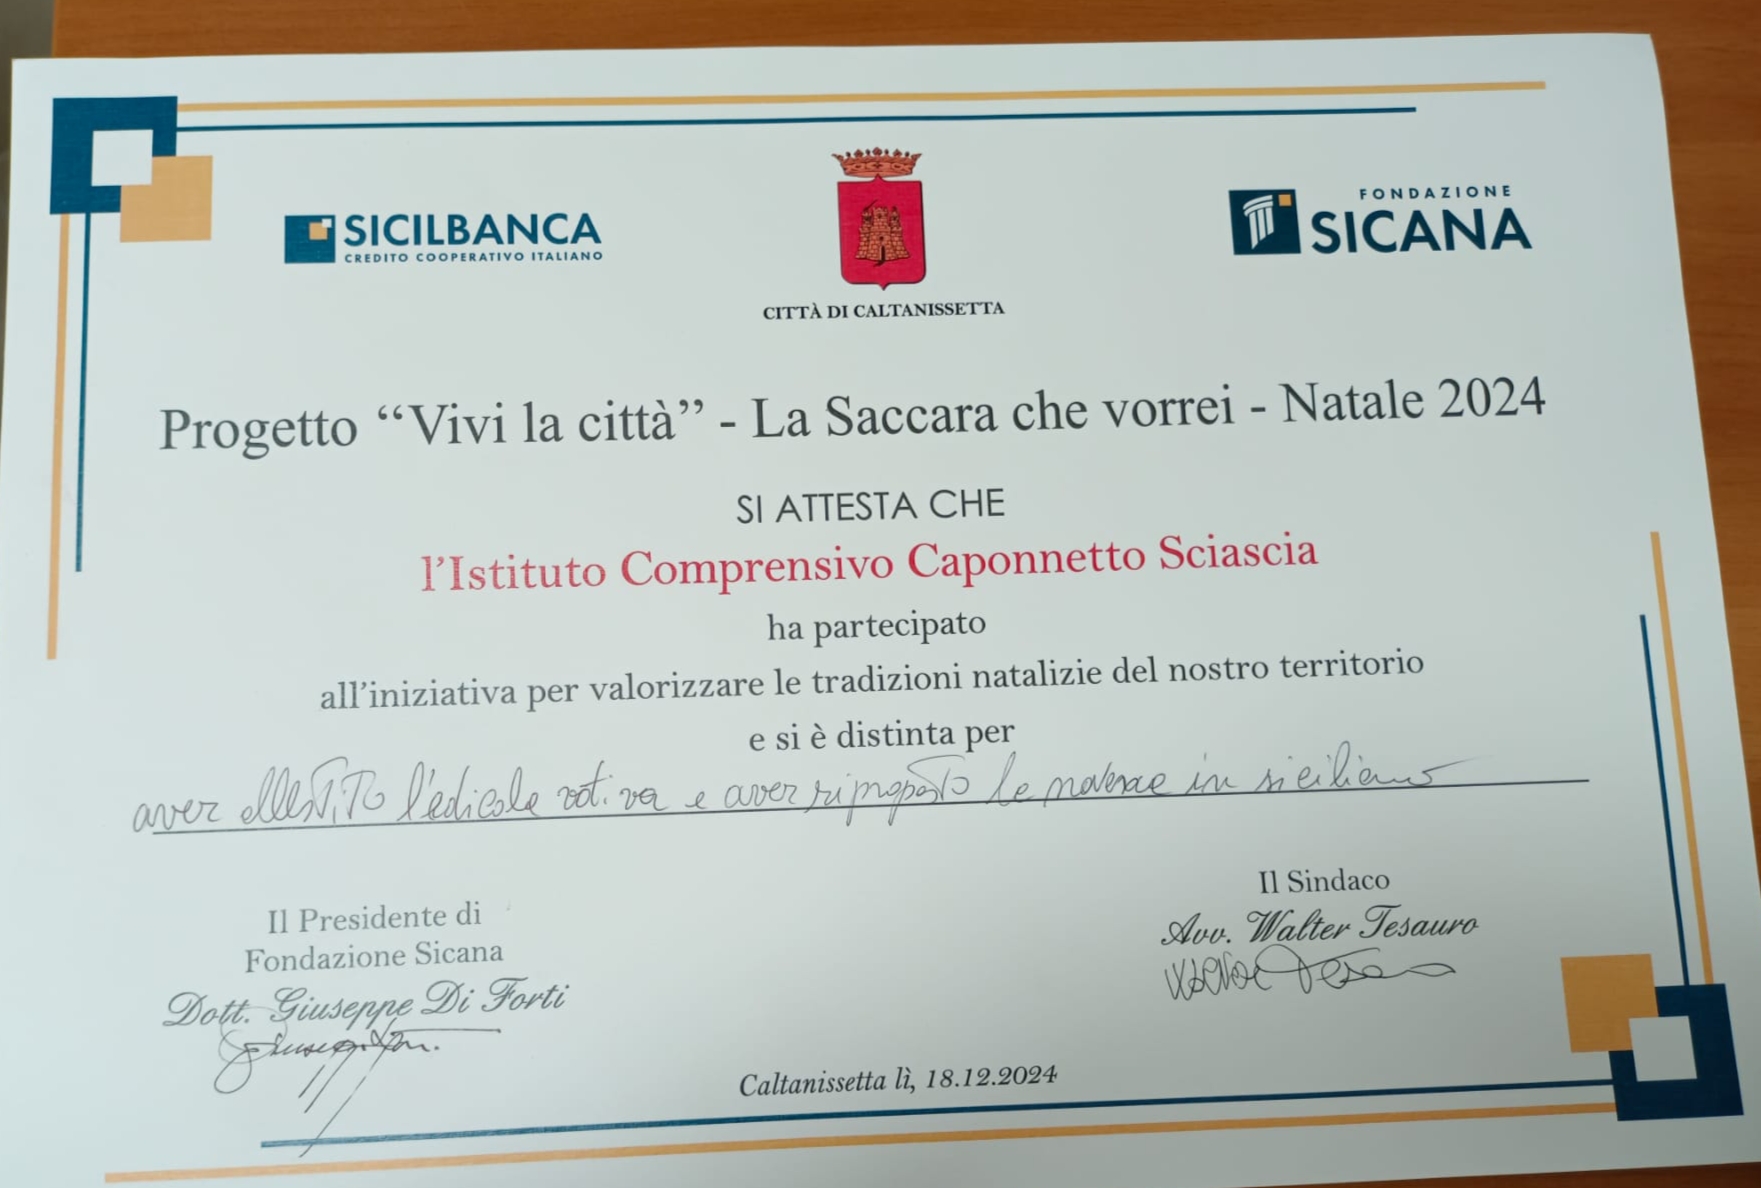 SICILBANCA
CREDITO COOPERATIVO ITALIANO
CITTÀ DI CALTANISSETTA
FONDAZIONE
SICANA
Progetto “Vivi la città” - La Saccara che vorrei - Natale 2024
SI ATTESTA CHE
l'Istituto Comprensivo Caponnetto Sciascia
ha partecipato
all'iniziativa per valorizzare le tradizioni natalizie del nostro territorio
e si è distinta per
aver allestito l'edicola votiva e aver riproposto le novene in siciliano
Il Presidente di
Fondazione Sicana
Dott. Giuseppe Di Forti
Il Sindaco
Avv. Walter Tesauro
Caltanissetta lì, 18.12.2024